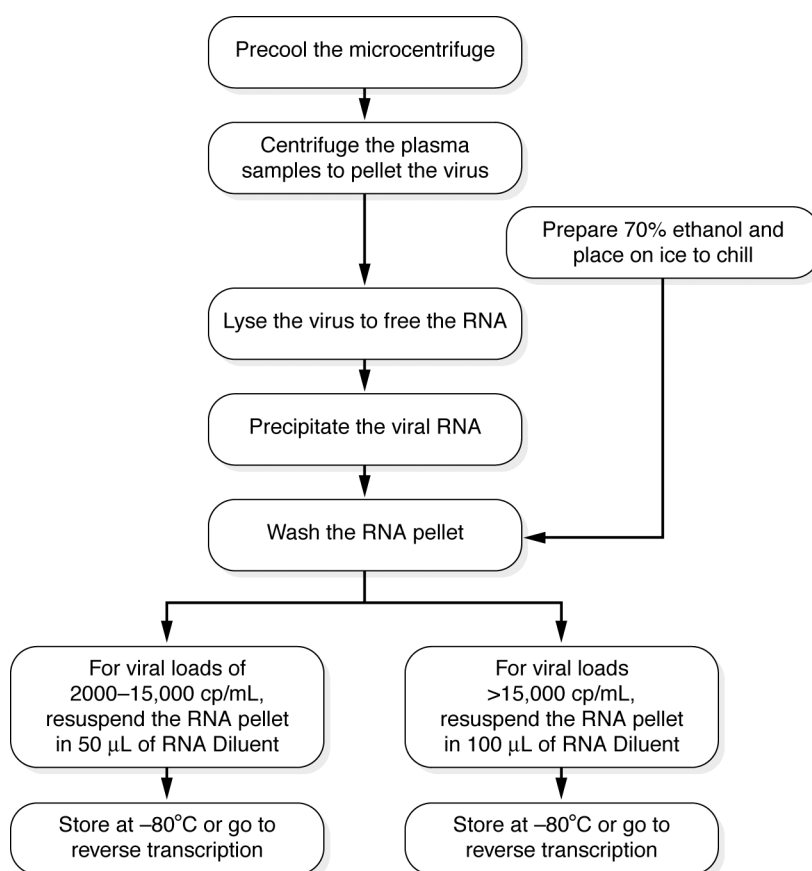 Precool the microcentrifuge
Centrifuge the plasma
samples to pellet the virus
Prepare 70% ethanol and
place on ice to chill
Lyse the virus to free the RNA
Precipitate the viral RNA
Wash the RNA pellet
For viral loads of
2000–15,000 cp/mL,
resuspend the RNA pellet
in 50 μL of RNA Diluent
For viral loads
>15,000 cp/mL,
resuspend the RNA pellet
in 100 μL of RNA Diluent
Store at –80°C or go to
reverse transcription
Store at –80°C or go to
reverse transcription